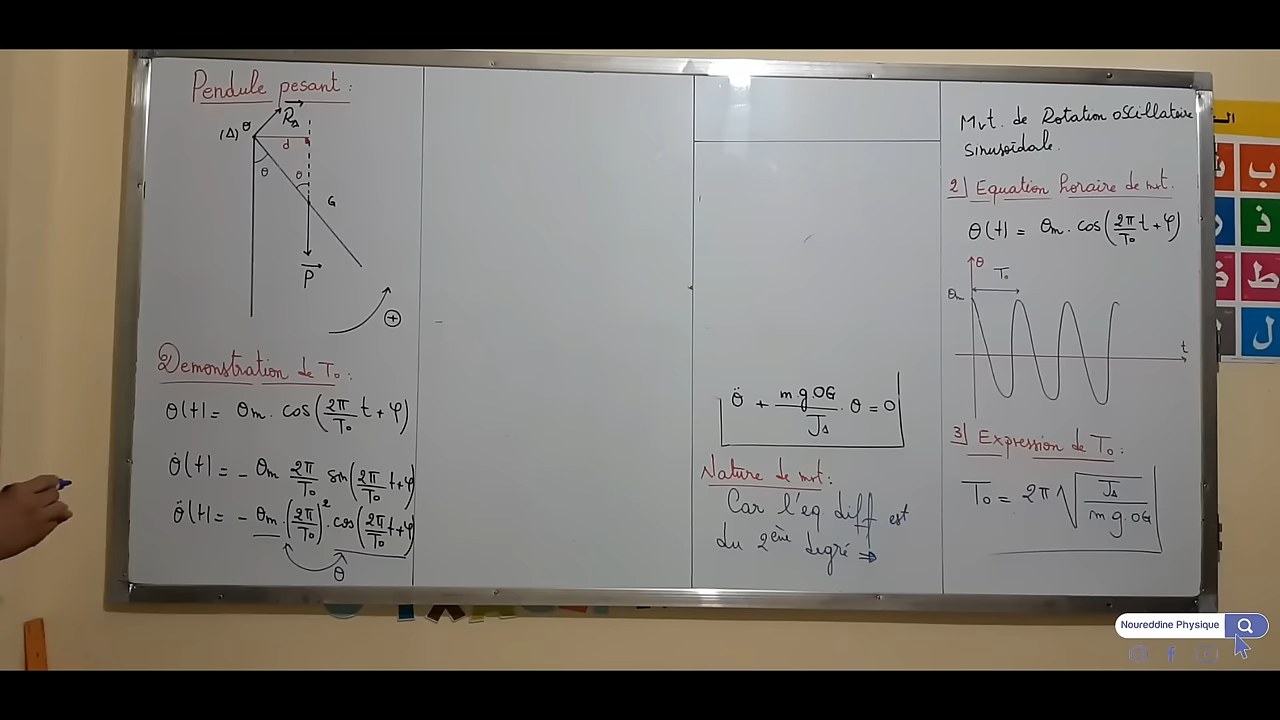 Pendule pesant :
R⃗Δ
(Δ) θ
d
θ
θ
G
P⃗
+
Demonstration de T₀ :
θ(t) = θm . cos(2π/T₀ t + φ)
θ̇(t) = - θm 2π/T₀ sin(2π/T₀ t + φ)
θ̈(t) = - θm . (2π/T₀)² . cos(2π/T₀ t + φ)
θ
θ̈ + m g.OG/JΔ . θ = 0
Nature de mvt :
Car l'eq diff est
du 2ème degré ⇒
Mvt. de Rotation oscillatoire
sinusoïdale.
2) Equation horaire de mvt.
θ(t) = θm . cos(2π/T₀ t + φ)
θ
T₀
θm
t
3) Expression de T₀ :
T₀ = 2π √(JΔ/m.g.OG)
ب
ذ
ط
ل
Noureddine Physique